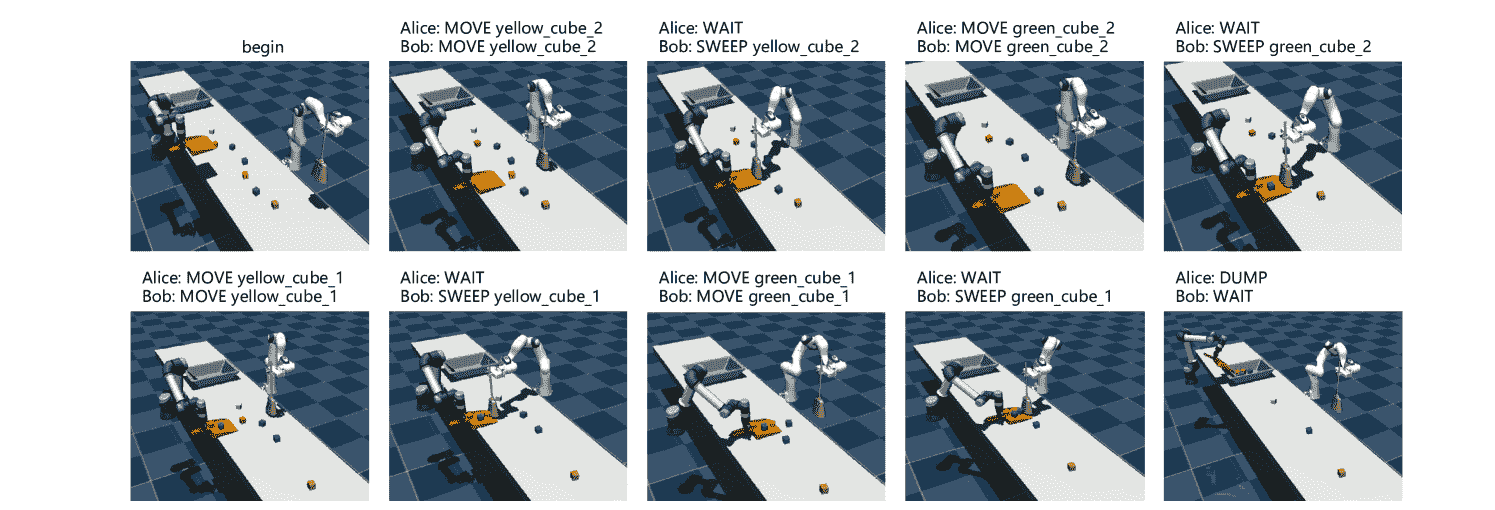 begin
Alice: MOVE yellow_cube_2
Bob: MOVE yellow_cube_2
Alice: WAIT
Bob: SWEEP yellow_cube_2
Alice: MOVE green_cube_2
Bob: MOVE green_cube_2
Alice: WAIT
Bob: SWEEP green_cube_2
Alice: MOVE yellow_cube_1
Bob: MOVE yellow_cube_1
Alice: WAIT
Bob: SWEEP yellow_cube_1
Alice: MOVE green_cube_1
Bob: MOVE green_cube_1
Alice: WAIT
Bob: SWEEP green_cube_1
Alice: DUMP
Bob: WAIT